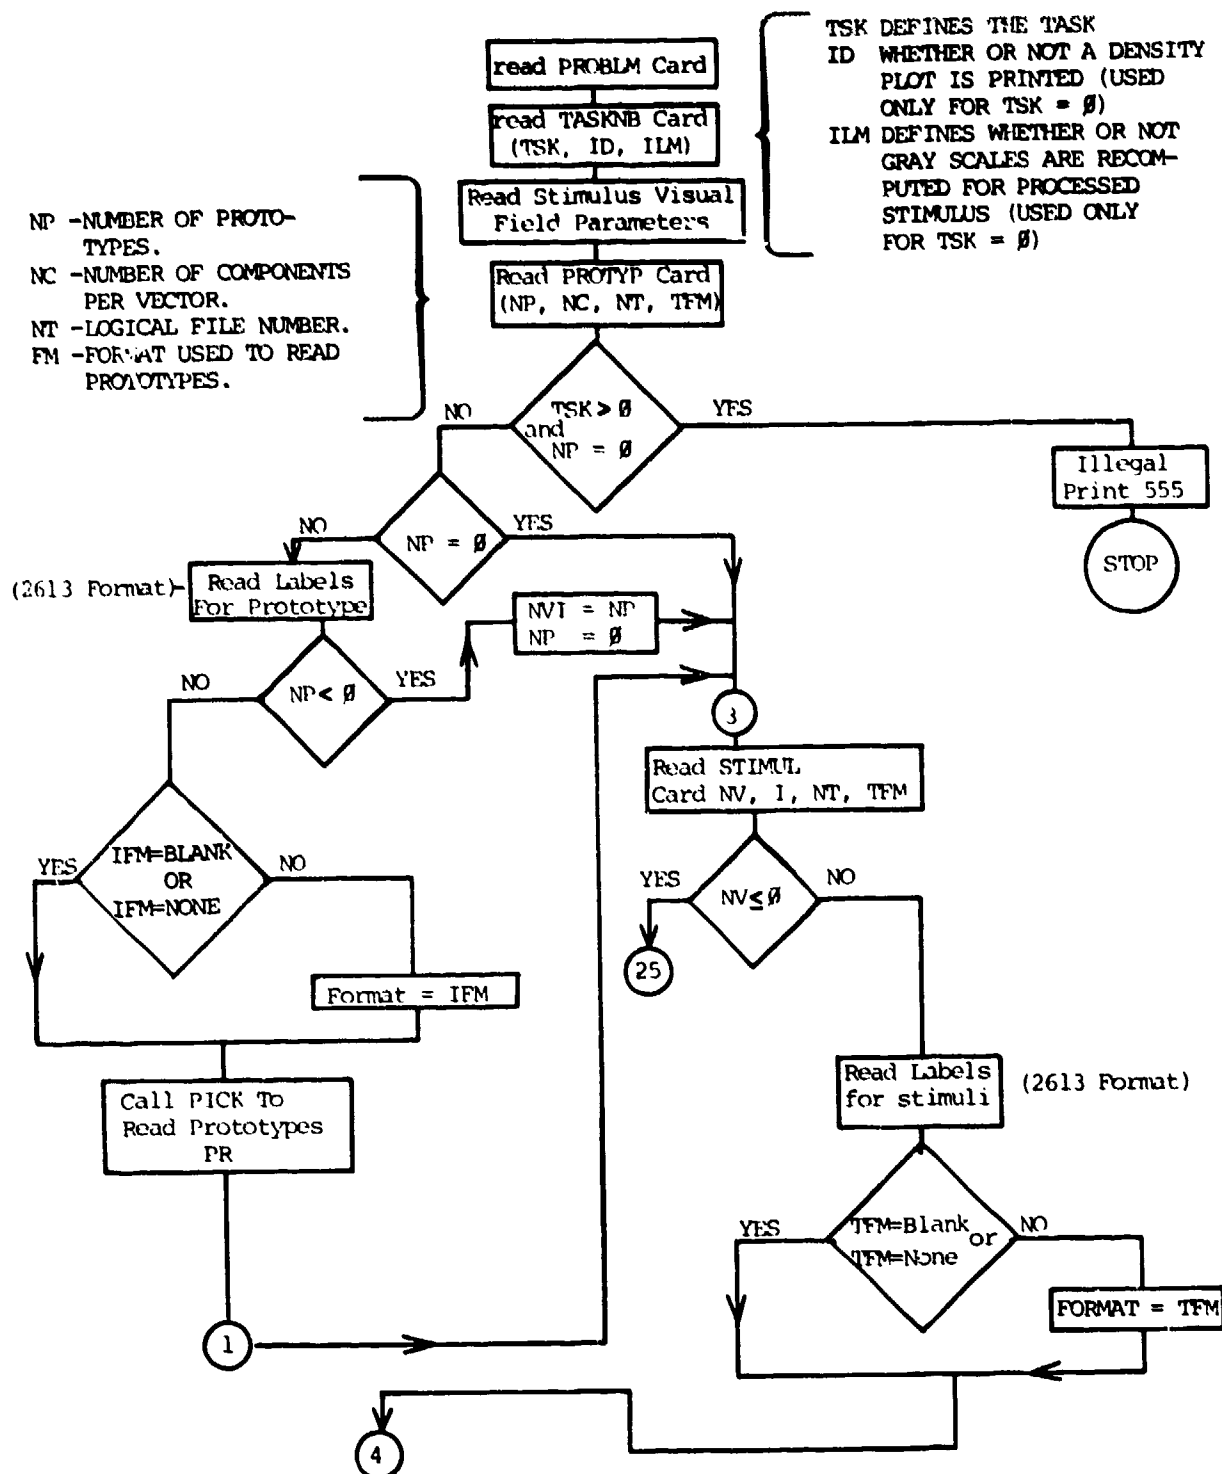 read PROBLM Card
read TASKNB Card
(TSK, ID, ILM)
Read Stimulus Visual
Field Parameters
Read PROTYP Card
(NP, NC, NT, TFM)
TSK DEFINES THE TASK
ID WHETHER OR NOT A DENSITY
PLOT IS PRINTED (USED
ONLY FOR TSK = Ø)
ILM DEFINES WHETHER OR NOT
GRAY SCALES ARE RECOM-
PUTED FOR PROCESSED
STIMULUS (USED ONLY
FOR TSK = Ø)
NP -NUMBER OF PROTO-
TYPES.
NC -NUMBER OF COMPONENTS
PER VECTOR.
NT -LOGICAL FILE NUMBER.
FM -FORMAT USED TO READ
PROTOTYPES.
NO
TSK > Ø
and
NP = Ø
YES
Illegal
Print 555
STOP
NO
NP = Ø
YES
(2613 Format)-
Read Labels
For Prototype
NVI = NP
NP = Ø
NO
NP < Ø
YES
3
Read STIMUL
Card NV, I, NT, TFM
YES
IFM=BLANK
OR
IFM=NONE
NO
YES
NV≤Ø
NO
25
Format = IFM
Call PICK To
Read Prototypes
PR
Read Labels
for stimuli
(2613 Format)
YES
TFM=Blank
or
TFM=None
NO
FORMAT = TFM
1
4